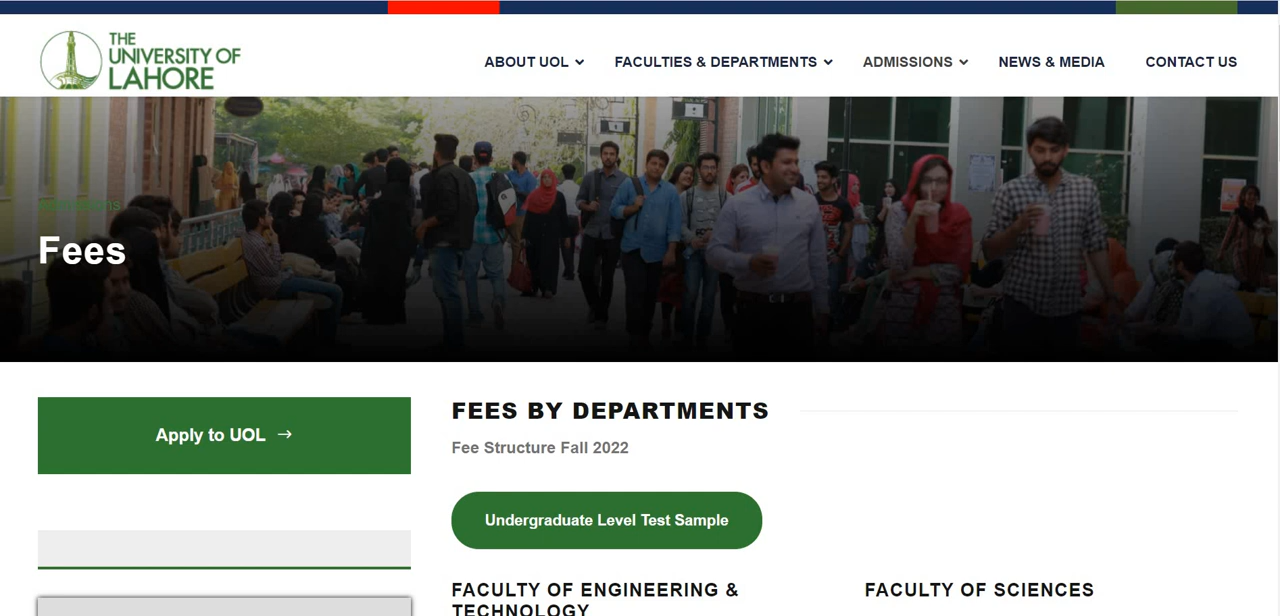 THE
UNIVERSITY OF
LAHORE
ABOUT UOL
FACULTIES & DEPARTMENTS
ADMISSIONS
NEWS & MEDIA
CONTACT US
Admissions
Fees
Apply to UOL →
FEES BY DEPARTMENTS
Fee Structure Fall 2022
Undergraduate Level Test Sample
FACULTY OF ENGINEERING &
TECHNOLOGY
FACULTY OF SCIENCES